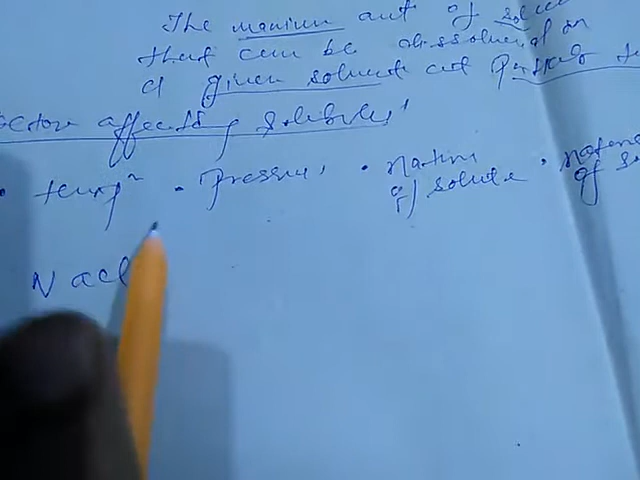 The maximum amt of solu
that can be dissolved in
a given solvent at
affecting solubility
• temp^n • Pressure • nature • nature
of solute of s
Nacl